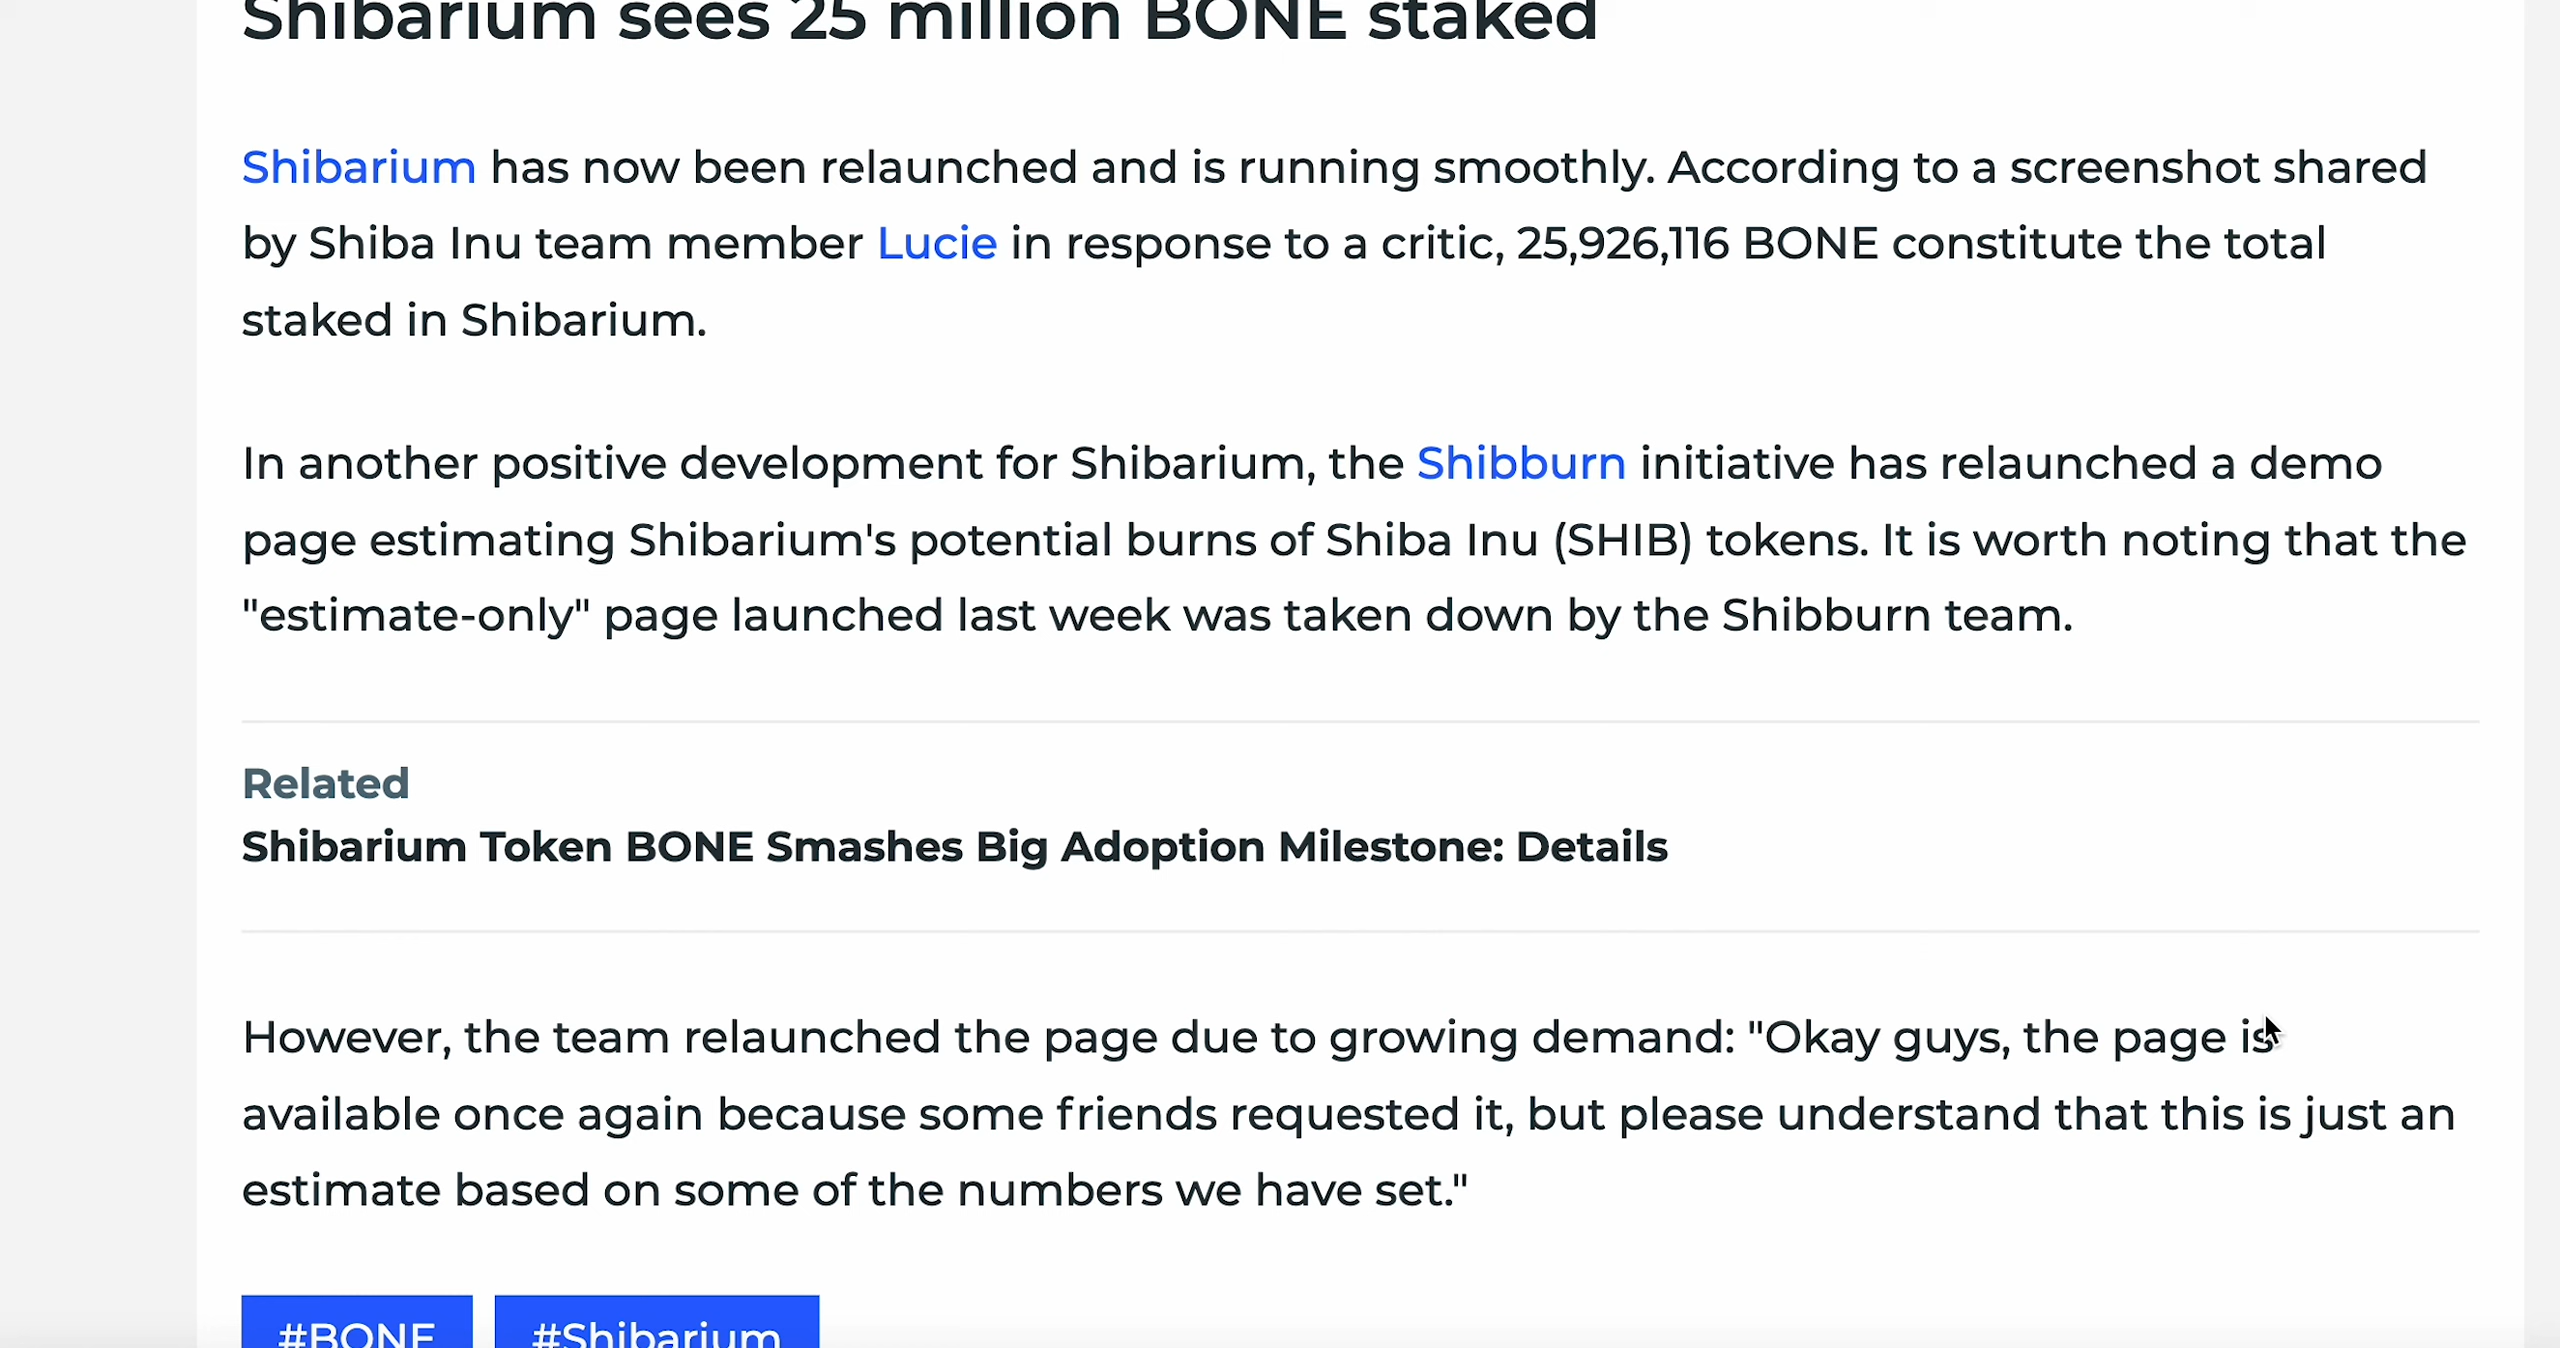 Shibarium sees 25 million BONE staked
Shibarium has now been relaunched and is running smoothly. According to a screenshot shared
by Shiba Inu team member Lucie in response to a critic, 25,926,116 BONE constitute the total
staked in Shibarium.
In another positive development for Shibarium, the Shibburn initiative has relaunched a demo
page estimating Shibarium's potential burns of Shiba Inu (SHIB) tokens. It is worth noting that the
"estimate-only" page launched last week was taken down by the Shibburn team.
Related
Shibarium Token BONE Smashes Big Adoption Milestone: Details
However, the team relaunched the page due to growing demand: "Okay guys, the page is
available once again because some friends requested it, but please understand that this is just an
estimate based on some of the numbers we have set."
#BONE #Shibarium